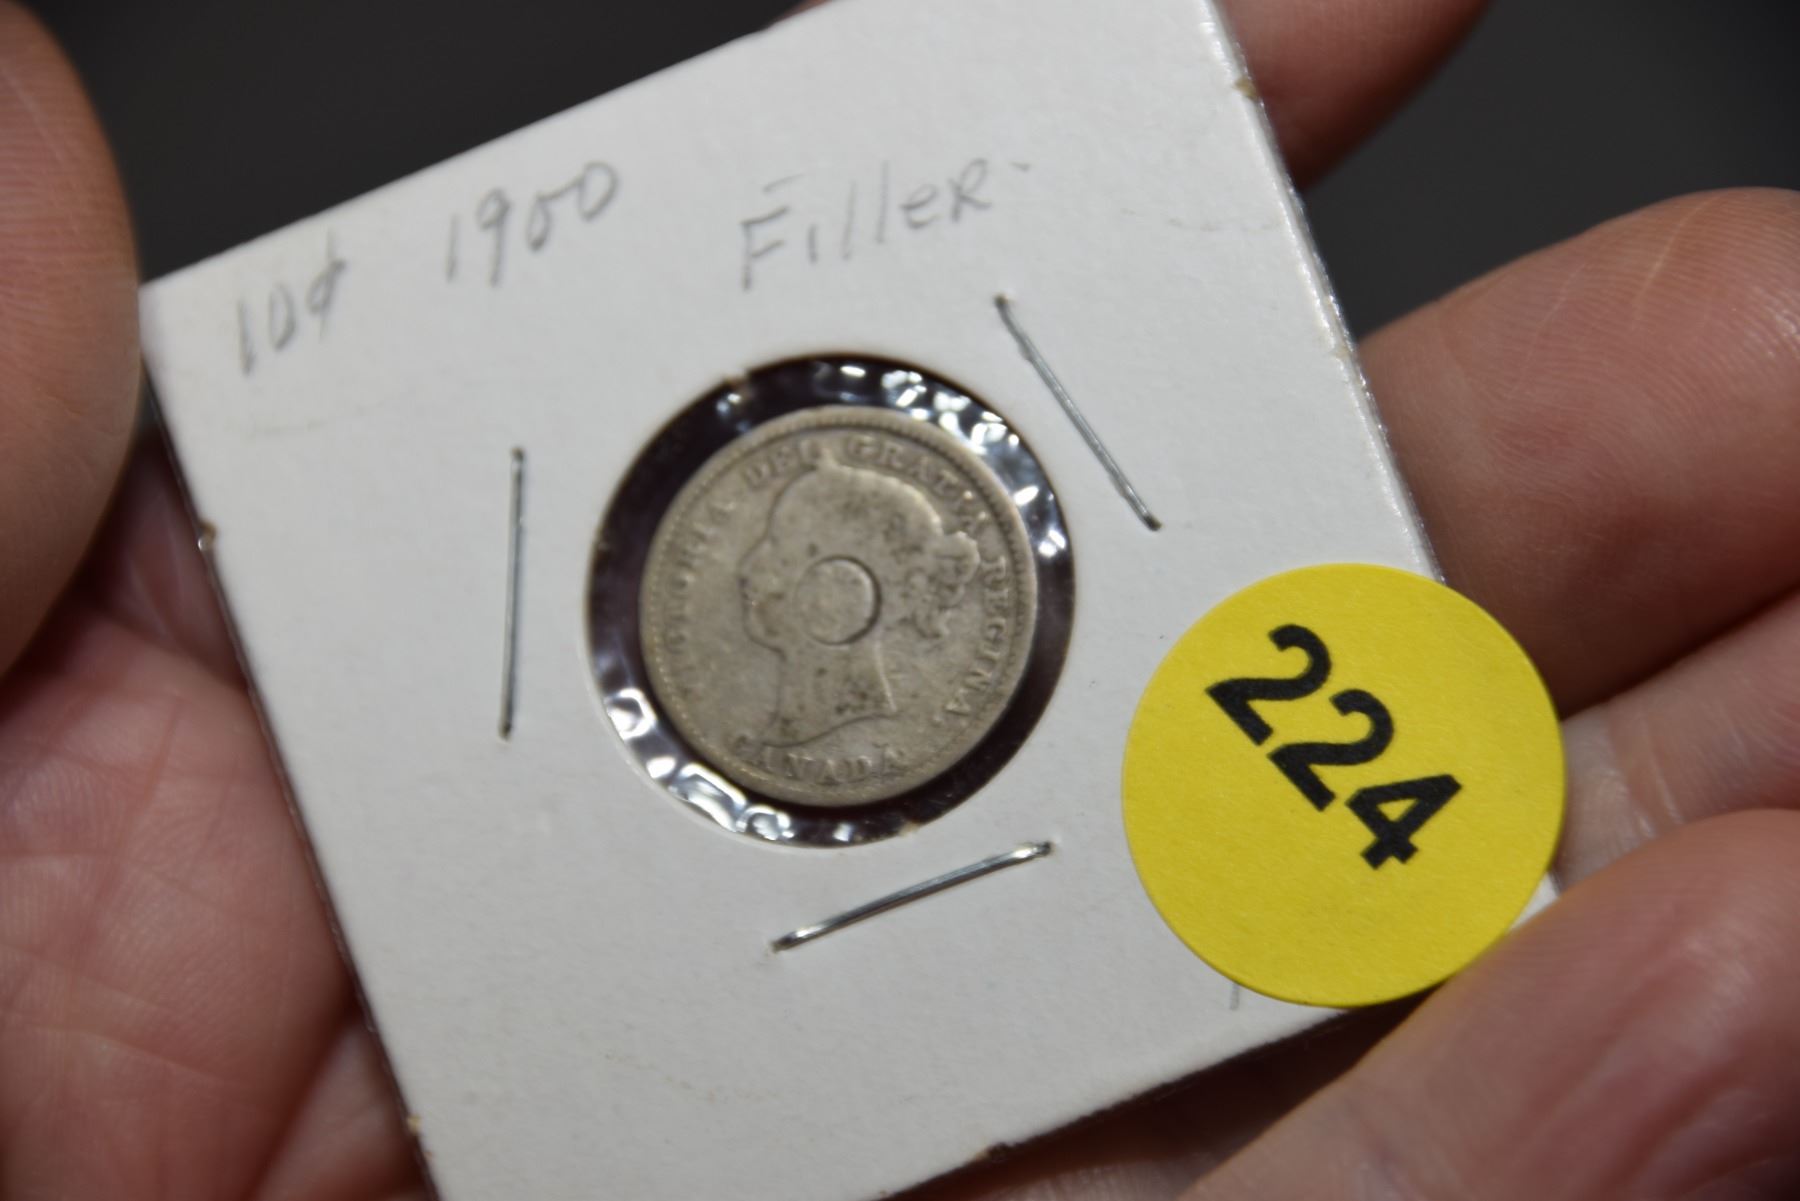 10¢ 1900 Filler
VICTORIA DEI GRATIA REGINA.
CANADA
224